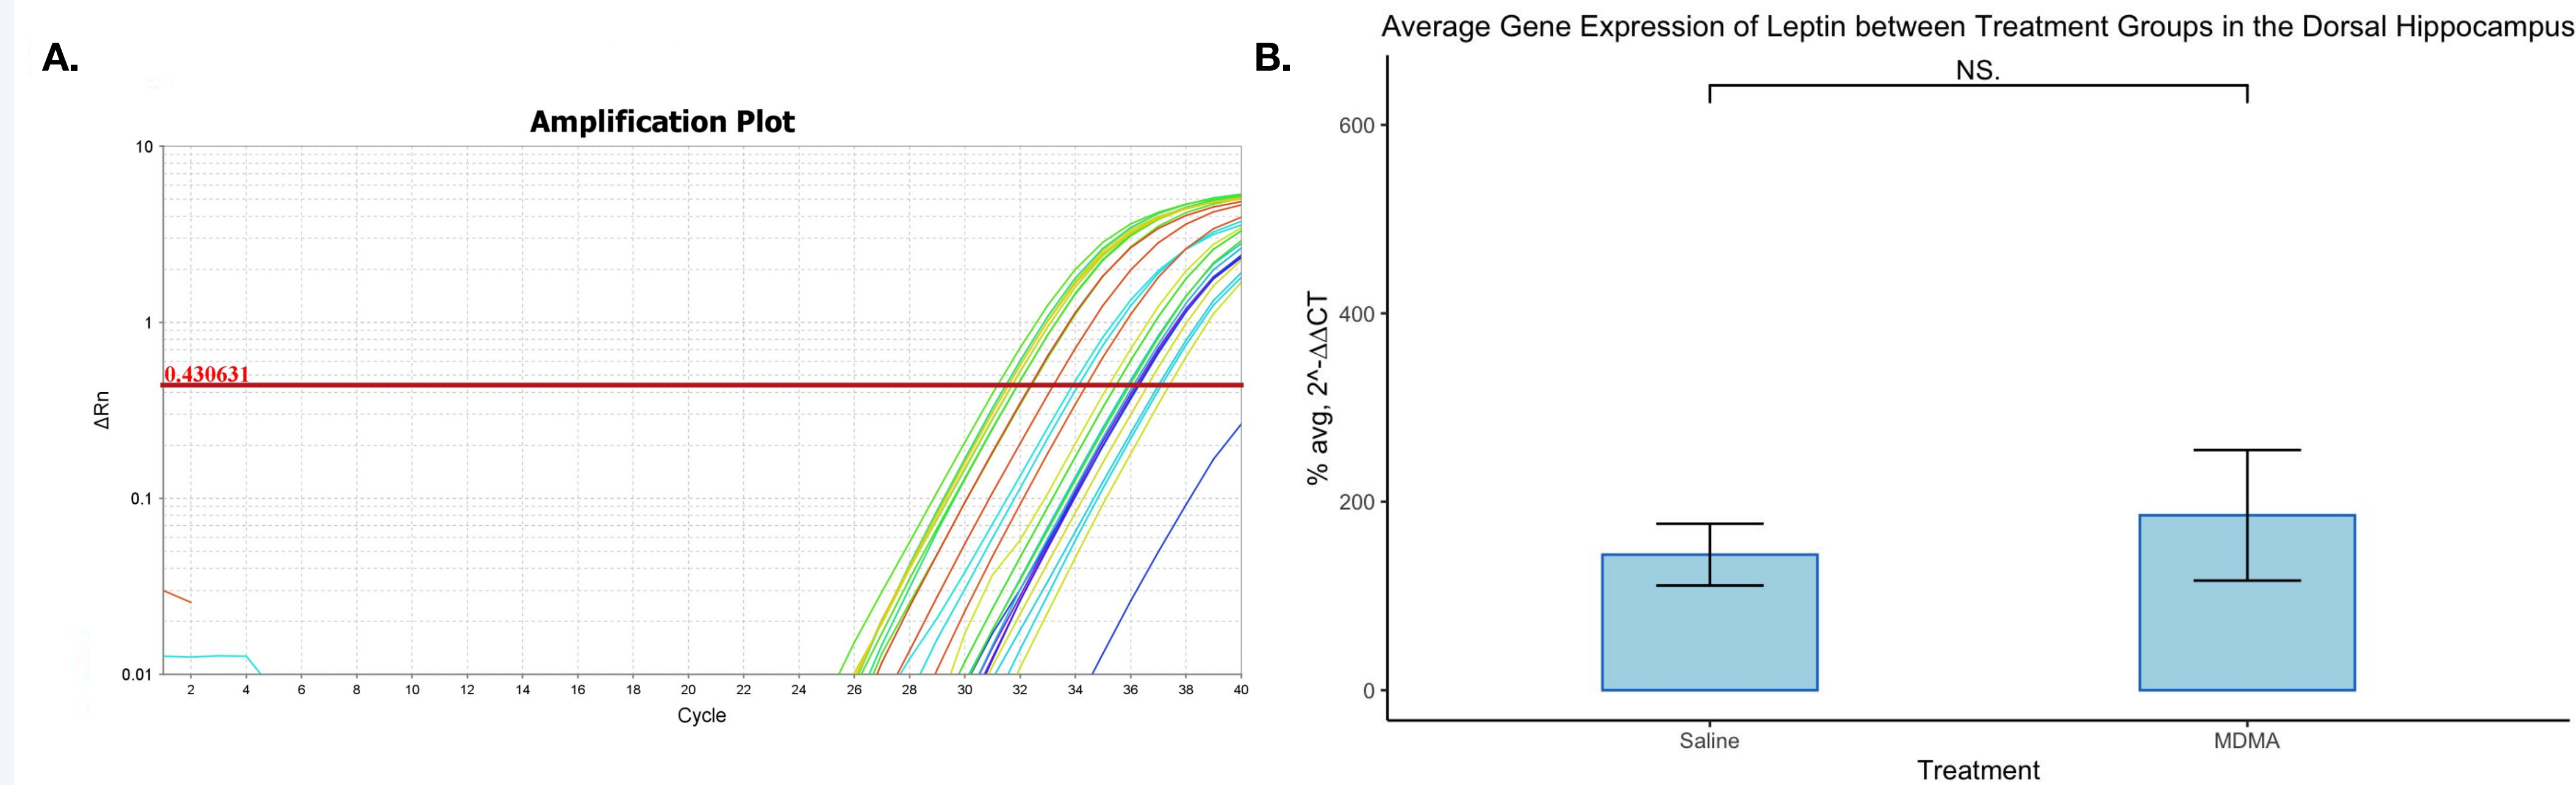 A.
Amplification Plot
10
1
0.430631
0.1
0.01
ΔRn
2 4 6 8 10 12 14 16 18 20 22 24 26 28 30 32 34 36 38 40
Cycle
B.
Average Gene Expression of Leptin between Treatment Groups in the Dorsal Hippocampus
NS.
600
400
200
0
% avg, 2^-ΔΔCT
Saline MDMA
Treatment